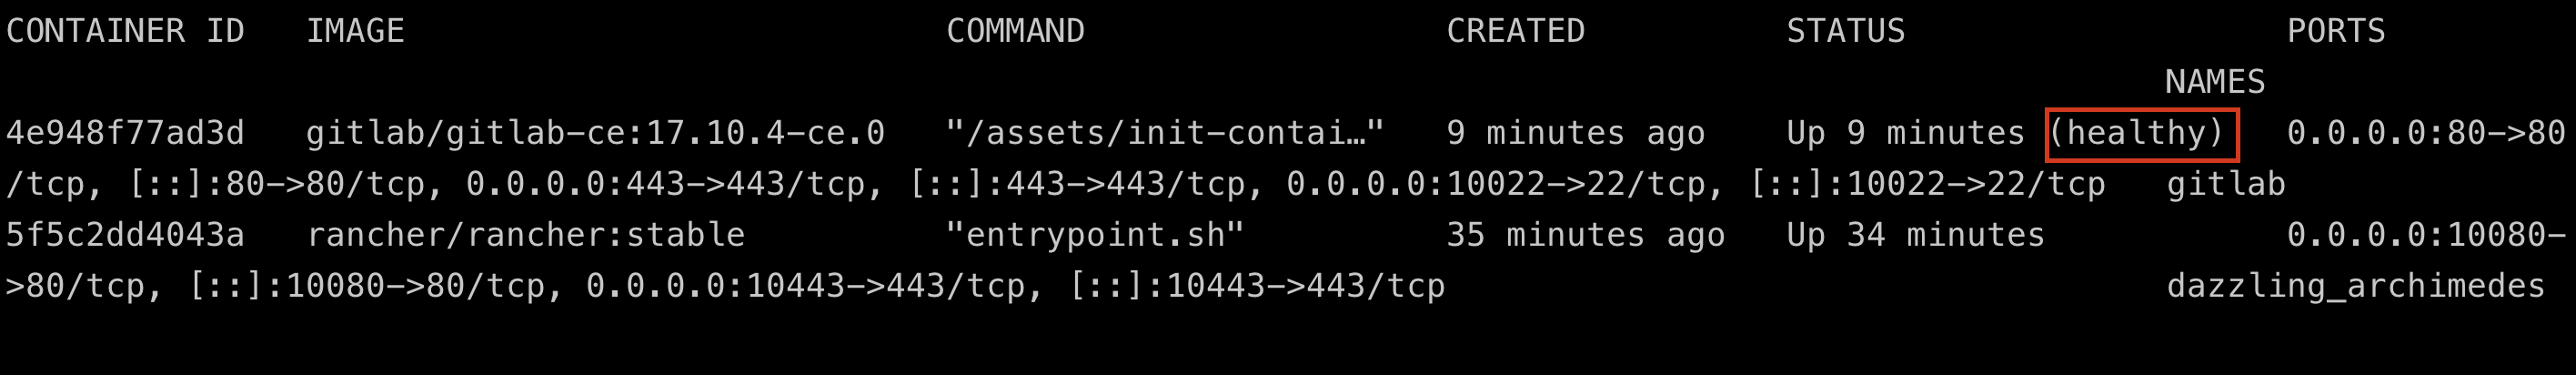 CONTAINER ID   IMAGE                           COMMAND                  CREATED          STATUS                   PORTS
NAMES
4e948f77ad3d   gitlab/gitlab-ce:17.10.4-ce.0   "/assets/init-contai…"   9 minutes ago    Up 9 minutes (healthy)   0.0.0.0:80->80
/tcp, [::]:80->80/tcp, 0.0.0.0:443->443/tcp, [::]:443->443/tcp, 0.0.0.0:10022->22/tcp, [::]:10022->22/tcp   gitlab
5f5c2dd4043a   rancher/rancher:stable          "entrypoint.sh"          35 minutes ago   Up 34 minutes            0.0.0.0:10080-
>80/tcp, [::]:10080->80/tcp, 0.0.0.0:10443->443/tcp, [::]:10443->443/tcp                                    dazzling_archimedes